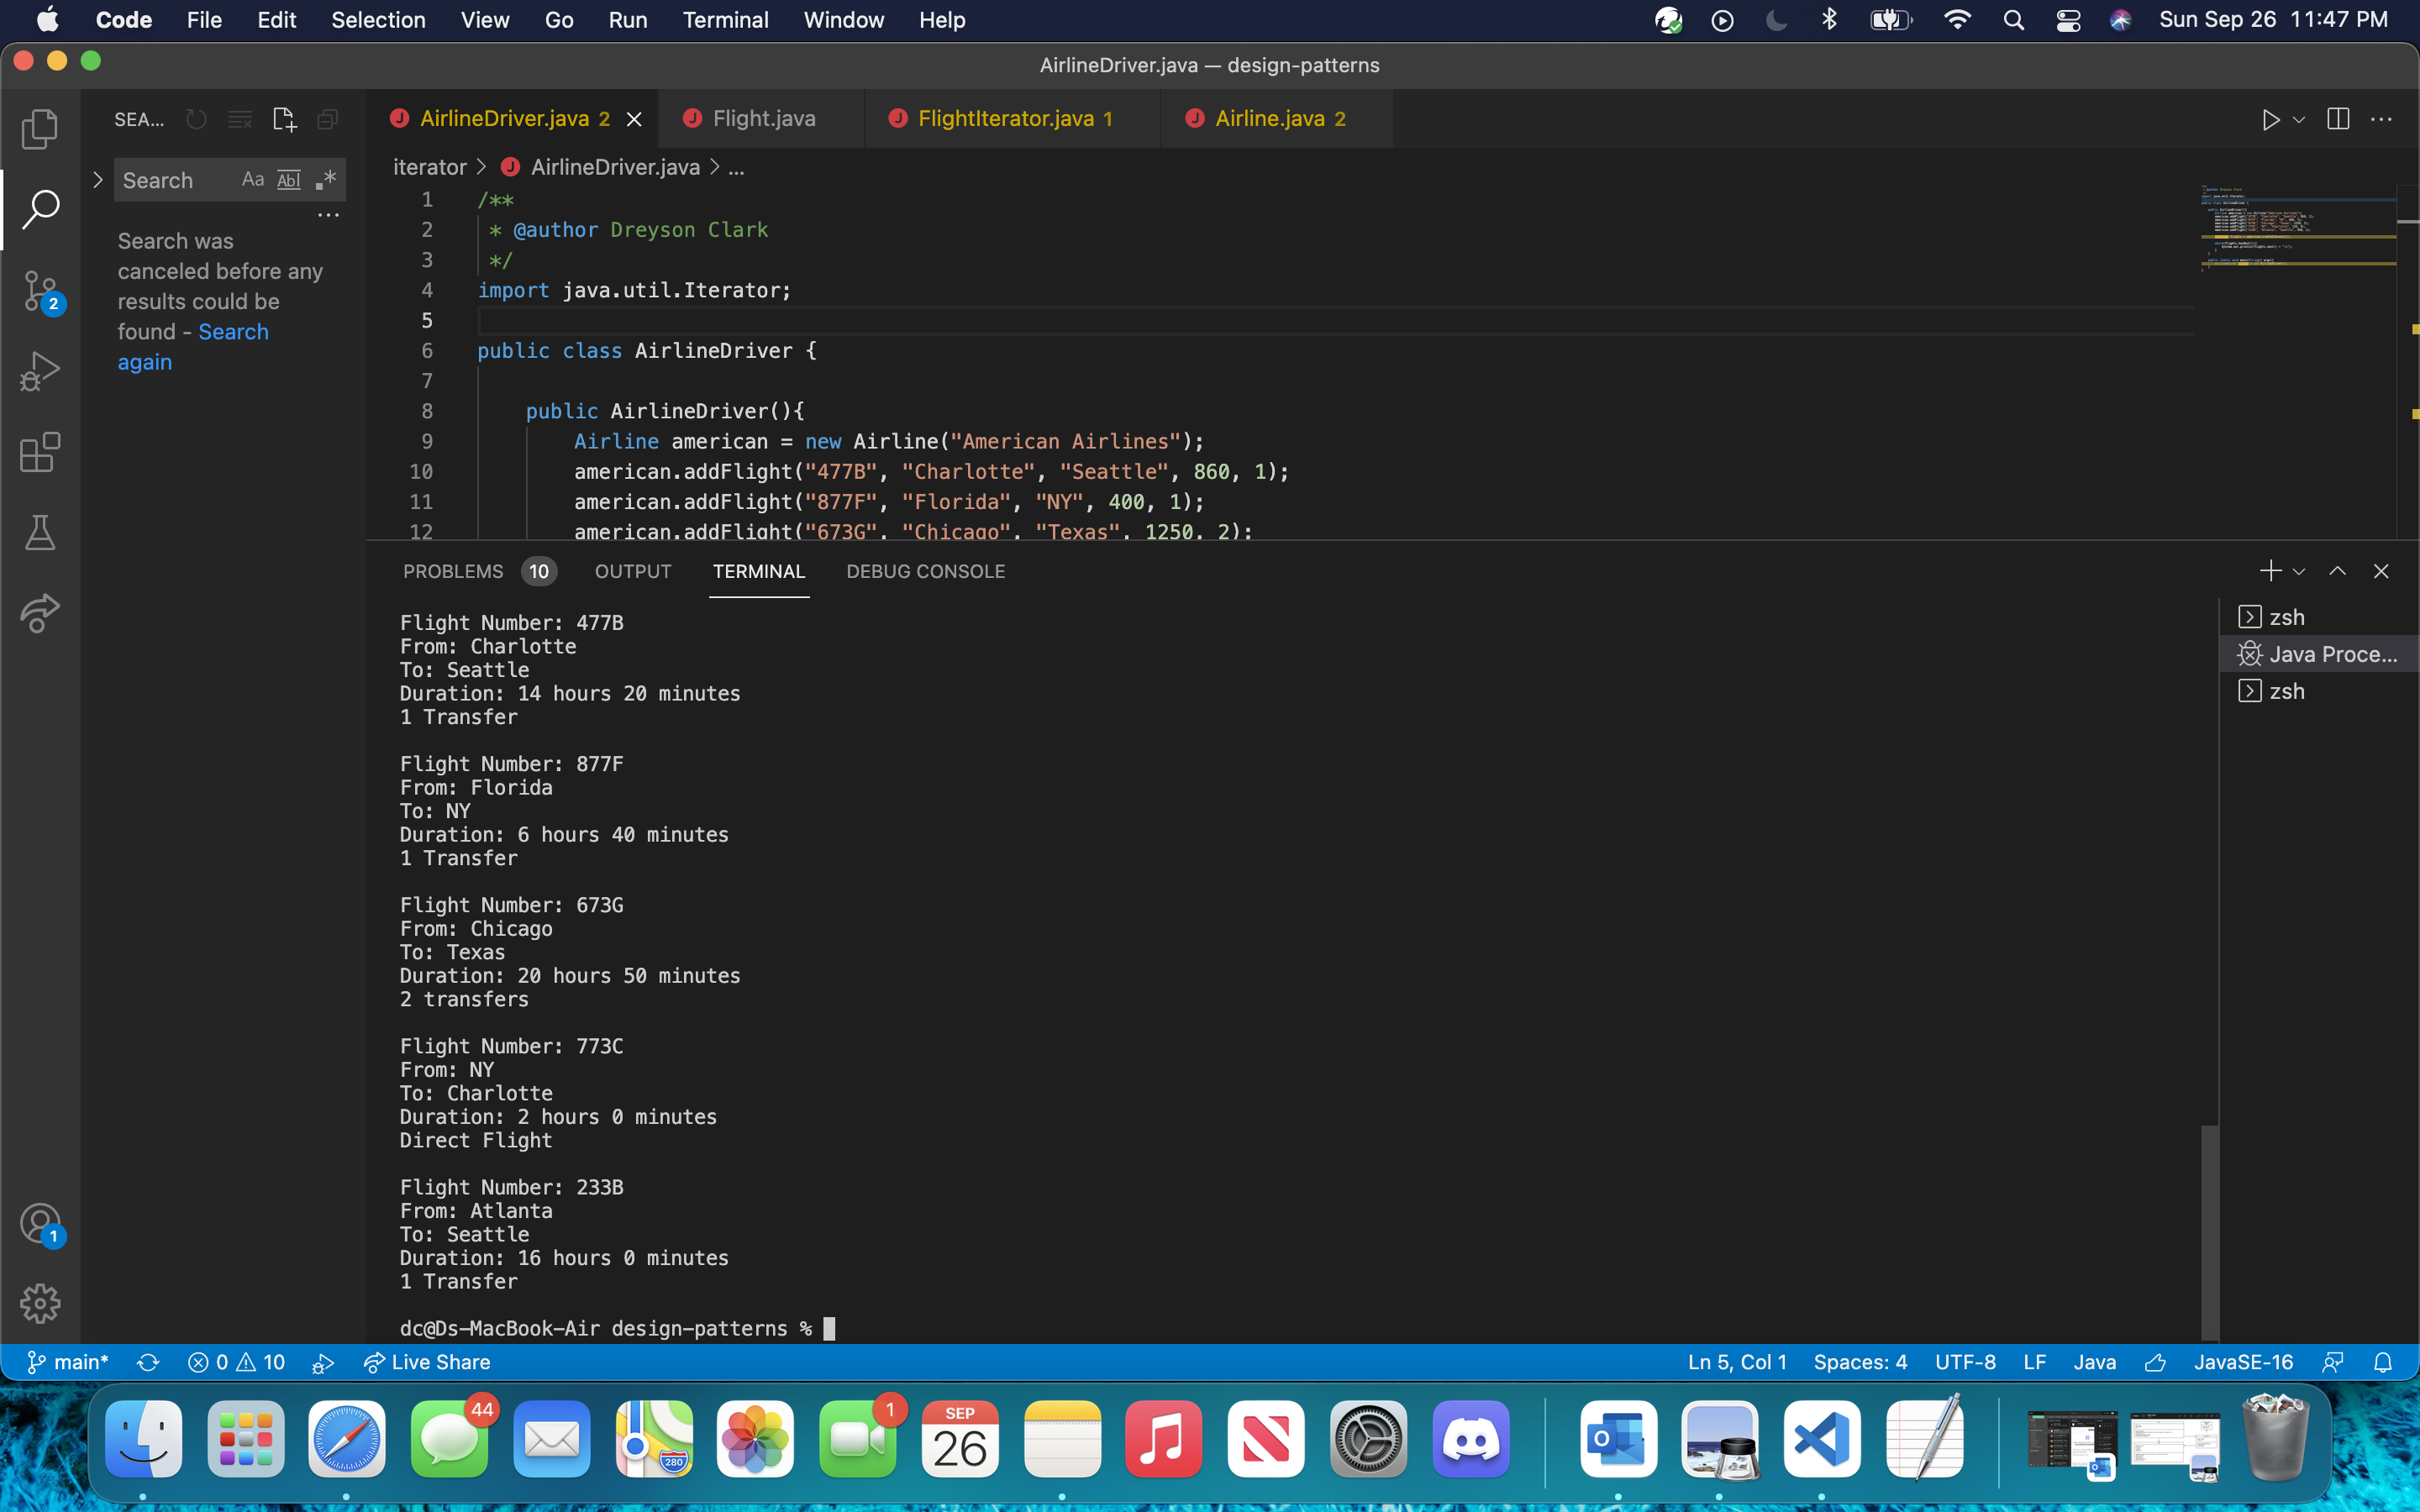 Code File Edit Selection View Go Run Terminal Window Help Sun Sep 26 11:47 PM
AirlineDriver.java — design-patterns
SEA... AirlineDriver.java 2 Flight.java FlightIterator.java 1 Airline.java 2
Search Aa Abl .*
iterator > AirlineDriver.java > ...
Search was
canceled before any
results could be
found - Search
again
1 /**
2 * @author Dreyson Clark
3 */
4 import java.util.Iterator;
5
6 public class AirlineDriver {
7
8 public AirlineDriver(){
9 Airline american = new Airline("American Airlines");
10 american.addFlight("477B", "Charlotte", "Seattle", 860, 1);
11 american.addFlight("877F", "Florida", "NY", 400, 1);
12 american.addFlight("673G", "Chicago", "Texas", 1250, 2);
2
1
PROBLEMS 10 OUTPUT TERMINAL DEBUG CONSOLE
zsh
Java Proce...
zsh
Flight Number: 477B
From: Charlotte
To: Seattle
Duration: 14 hours 20 minutes
1 Transfer
Flight Number: 877F
From: Florida
To: NY
Duration: 6 hours 40 minutes
1 Transfer
Flight Number: 673G
From: Chicago
To: Texas
Duration: 20 hours 50 minutes
2 transfers
Flight Number: 773C
From: NY
To: Charlotte
Duration: 2 hours 0 minutes
Direct Flight
Flight Number: 233B
From: Atlanta
To: Seattle
Duration: 16 hours 0 minutes
1 Transfer
dc@Ds-MacBook-Air design-patterns %
main* 0 10 Live Share Ln 5, Col 1 Spaces: 4 UTF-8 LF Java JavaSE-16
44 280 1 SEP 26